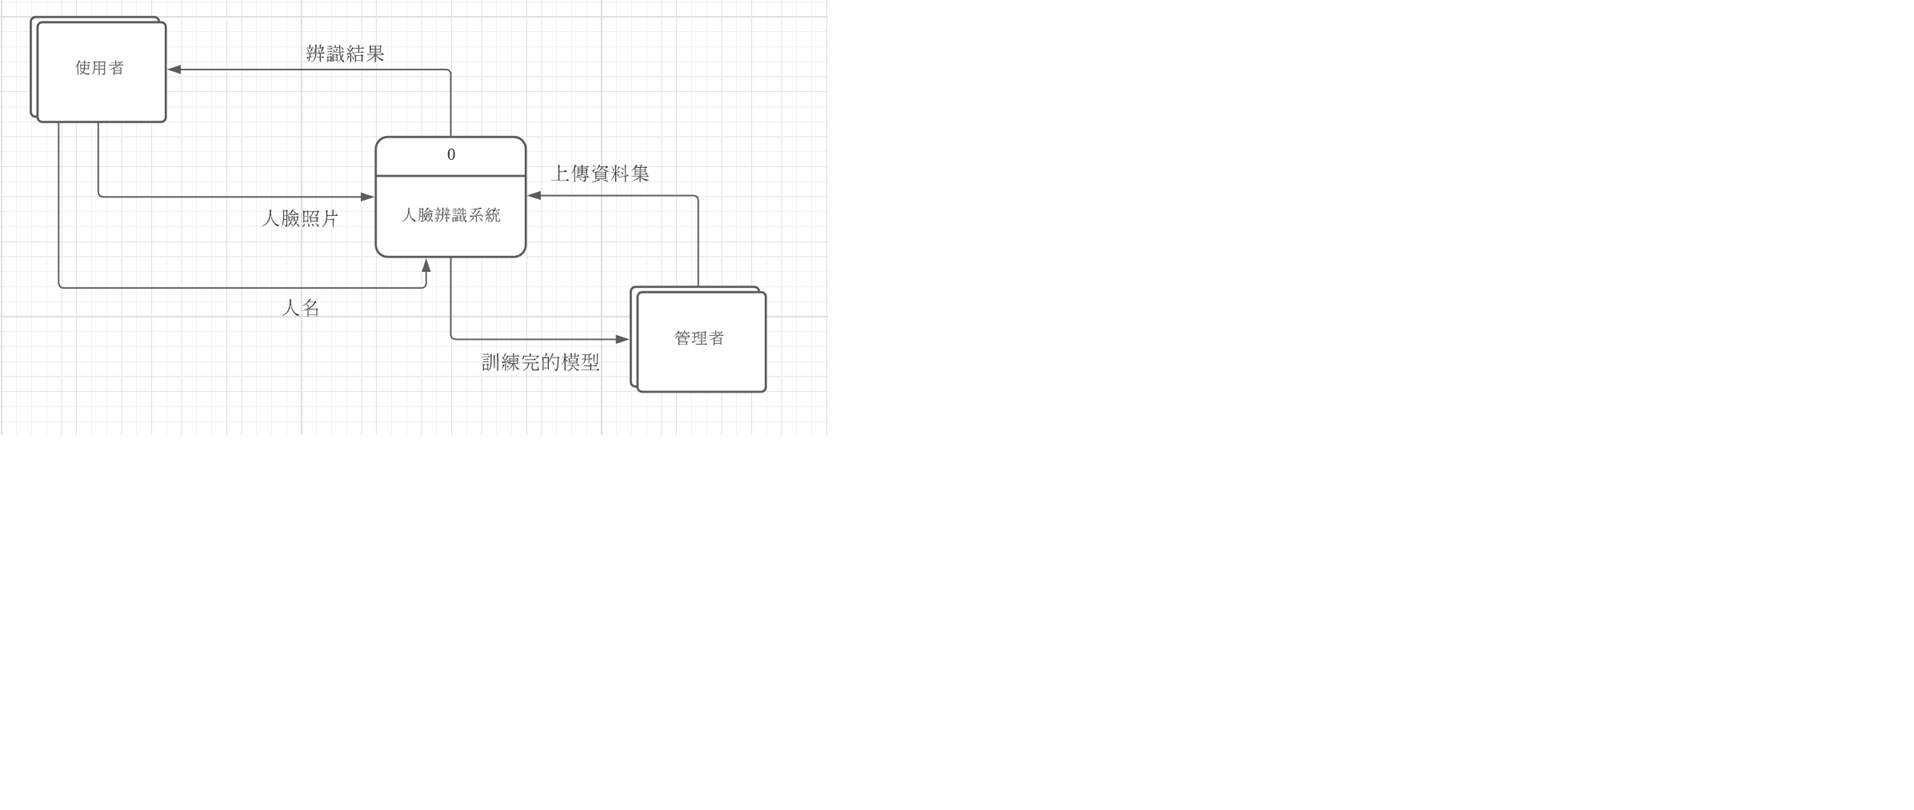 辨識結果
使用者
0
上傳資料集
人臉辨識系統
人臉照片
人名
管理者
訓練完的模型